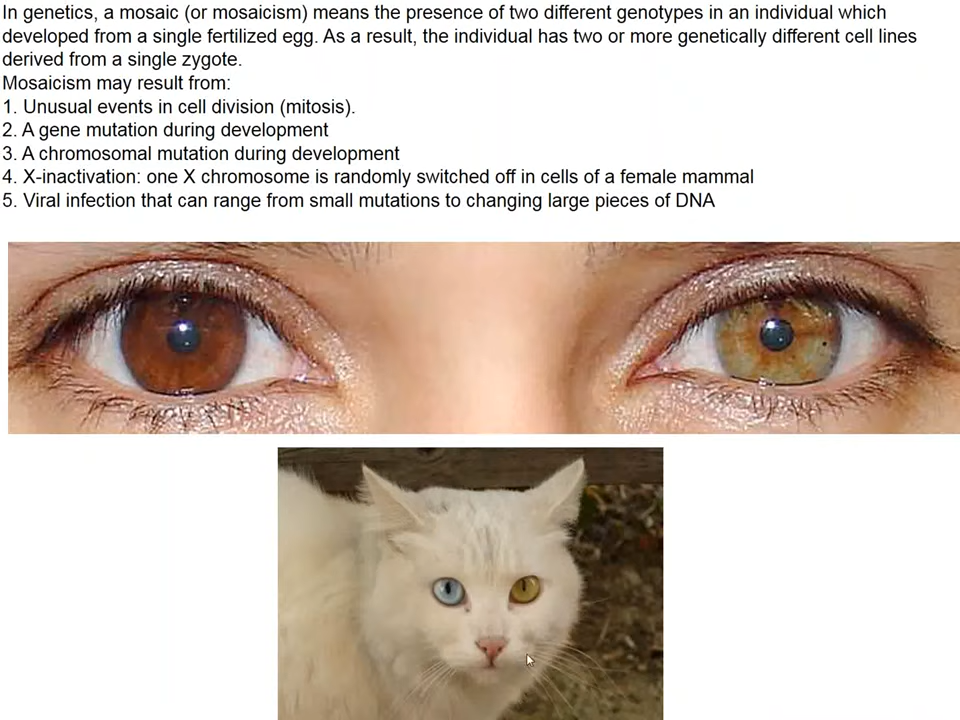 In genetics, a mosaic (or mosaicism) means the presence of two different genotypes in an individual which
developed from a single fertilized egg. As a result, the individual has two or more genetically different cell lines
derived from a single zygote.
Mosaicism may result from:
1. Unusual events in cell division (mitosis).
2. A gene mutation during development
3. A chromosomal mutation during development
4. X-inactivation: one X chromosome is randomly switched off in cells of a female mammal
5. Viral infection that can range from small mutations to changing large pieces of DNA